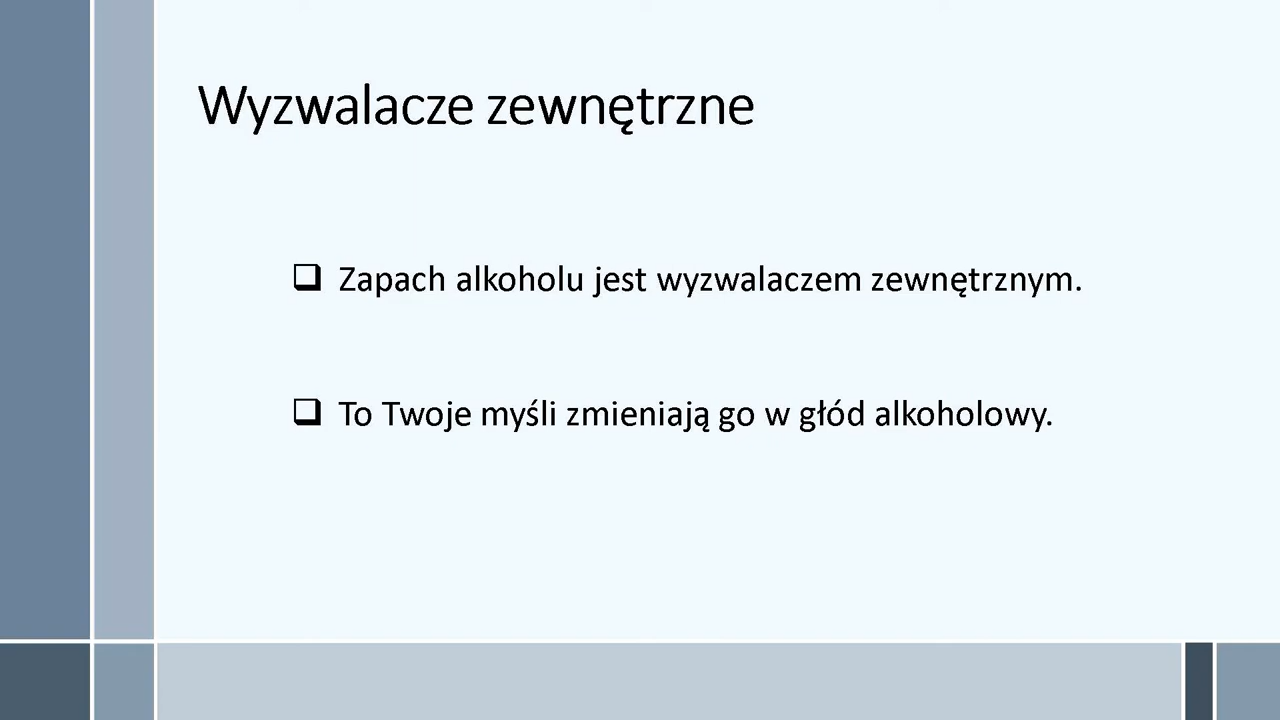 Wyzwalacze zewnętrzne
Zapach alkoholu jest wyzwalaczem zewnętrznym.
To Twoje myśli zmieniają go w głód alkoholowy.